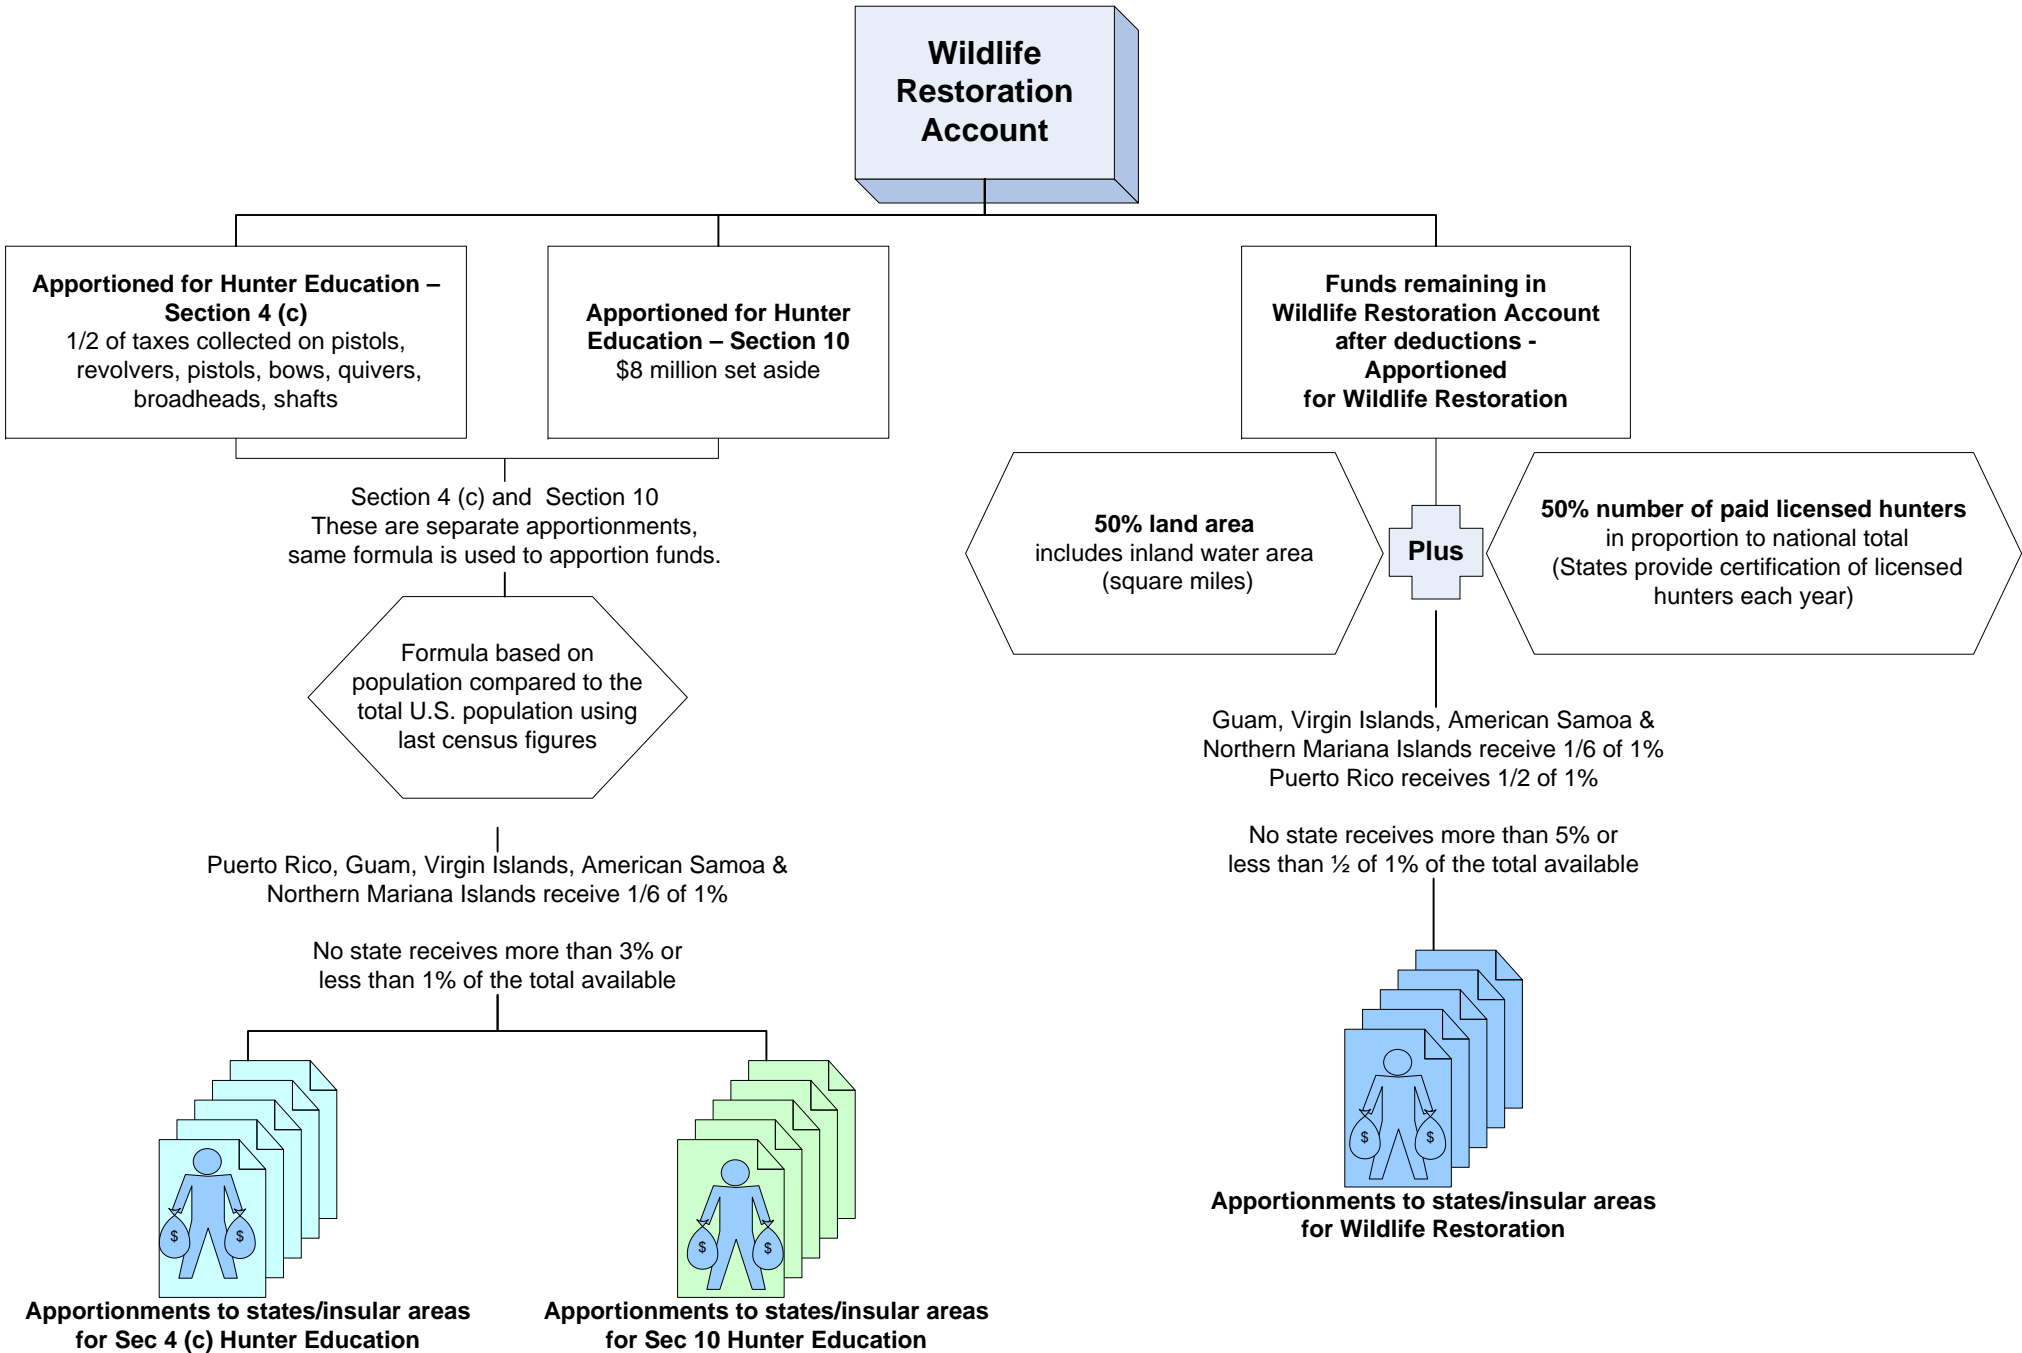 Wildlife
Restoration
Account
Apportioned for Hunter Education –
Section 4 (c)
1/2 of taxes collected on pistols,
revolvers, pistols, bows, quivers,
broadheads, shafts
Apportioned for Hunter
Education – Section 10
$8 million set aside
Funds remaining in
Wildlife Restoration Account
after deductions -
Apportioned
for Wildlife Restoration
Section 4 (c) and  Section 10
These are separate apportionments,
same formula is used to apportion funds.
50% land area
includes inland water area
(square miles)
Plus
50% number of paid licensed hunters
in proportion to national total
(States provide certification of licensed
hunters each year)
Formula based on
population compared to the
total U.S. population using
last census figures
Guam, Virgin Islands, American Samoa &
Northern Mariana Islands receive 1/6 of 1%
Puerto Rico receives 1/2 of 1%
No state receives more than 5% or
less than ½ of 1% of the total available
Puerto Rico, Guam, Virgin Islands, American Samoa &
Northern Mariana Islands receive 1/6 of 1%
No state receives more than 3% or
less than 1% of the total available
$ $
$ $
$ $
Apportionments to states/insular areas
for Wildlife Restoration
Apportionments to states/insular areas
for Sec 4 (c) Hunter Education
Apportionments to states/insular areas
for Sec 10 Hunter Education